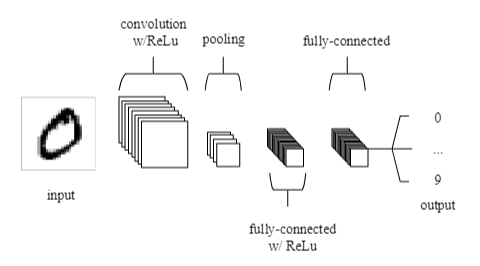 convolution
w/ReLu
pooling
fully-connected
0
...
9
input
output
fully-connected
w/ ReLu